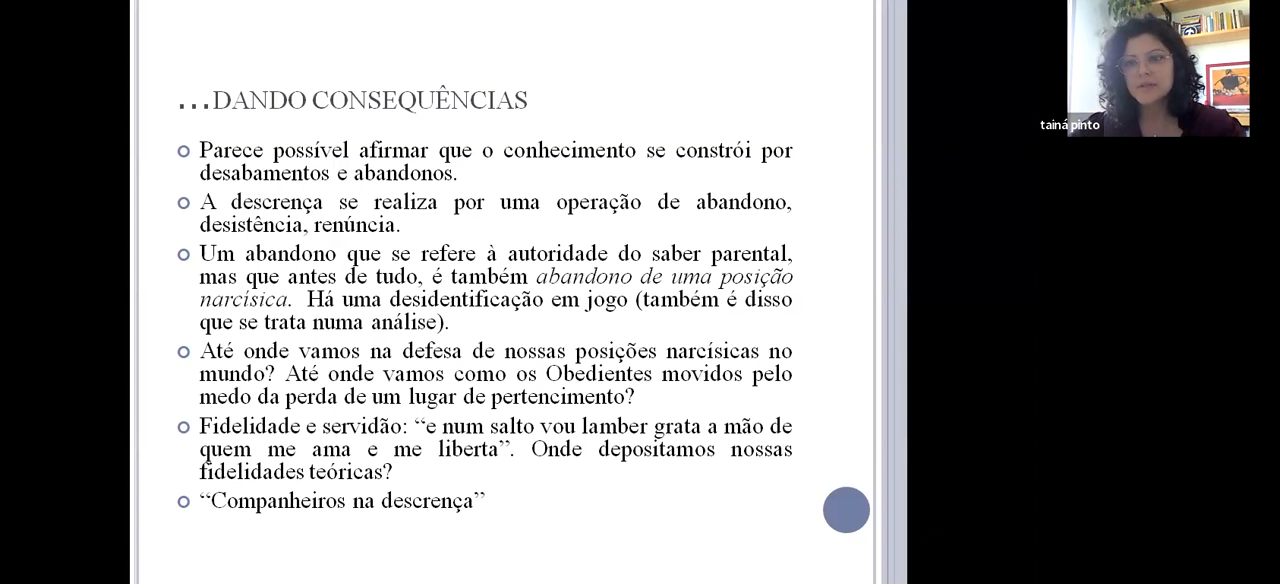 ...DANDO CONSEQUÊNCIAS
Parece possível afirmar que o conhecimento se constrói por
desabamentos e abandonos.
A descrença se realiza por uma operação de abandono,
desistência, renúncia.
Um abandono que se refere à autoridade do saber parental,
mas que antes de tudo, é também abandono de uma posição
narcísica. Há uma desidentificação em jogo (também é disso
que se trata numa análise).
Até onde vamos na defesa de nossas posições narcísicas no
mundo? Até onde vamos como os Obedientes movidos pelo
medo da perda de um lugar de pertencimento?
Fidelidade e servidão: “e num salto vou lamber grata a mão de
quem me ama e me liberta”. Onde depositamos nossas
fidelidades teóricas?
“Companheiros na descrença”
tainá pinto